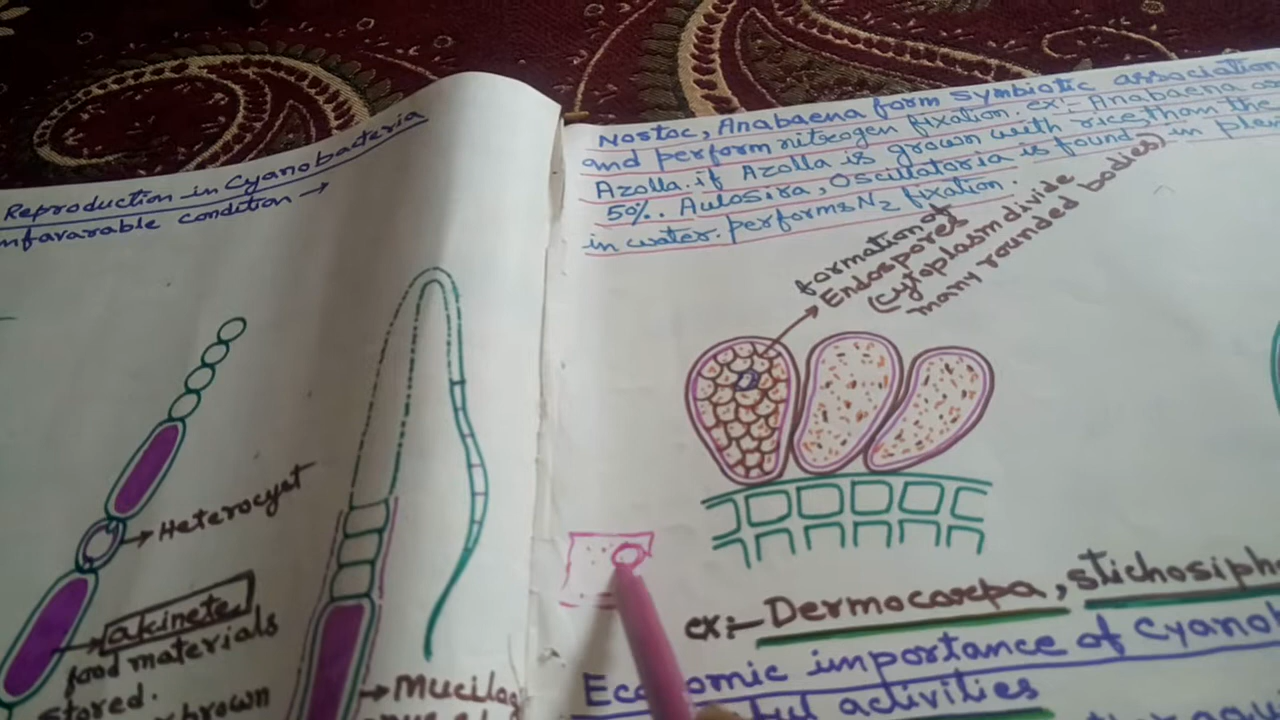 Reproduction in Cyanobacteria
unfavarable condition →
Heterocyst
akinete
food materials
stored.
brown
Mucilag
Nostoc, Anabaena form symbiotic association
and perform nitrogen fixation. ex:- Anabaena
Azolla. if Azolla is grown with rice, than the
50%. Aulosira, Oscillatoria is found in
in water. performs N2 fixation.
formation of
Endospores
(Cytoplasm divide
many rounded bodies)
ex:- Dermocarpa, stichosiph
Economic importance of Cyano
activities